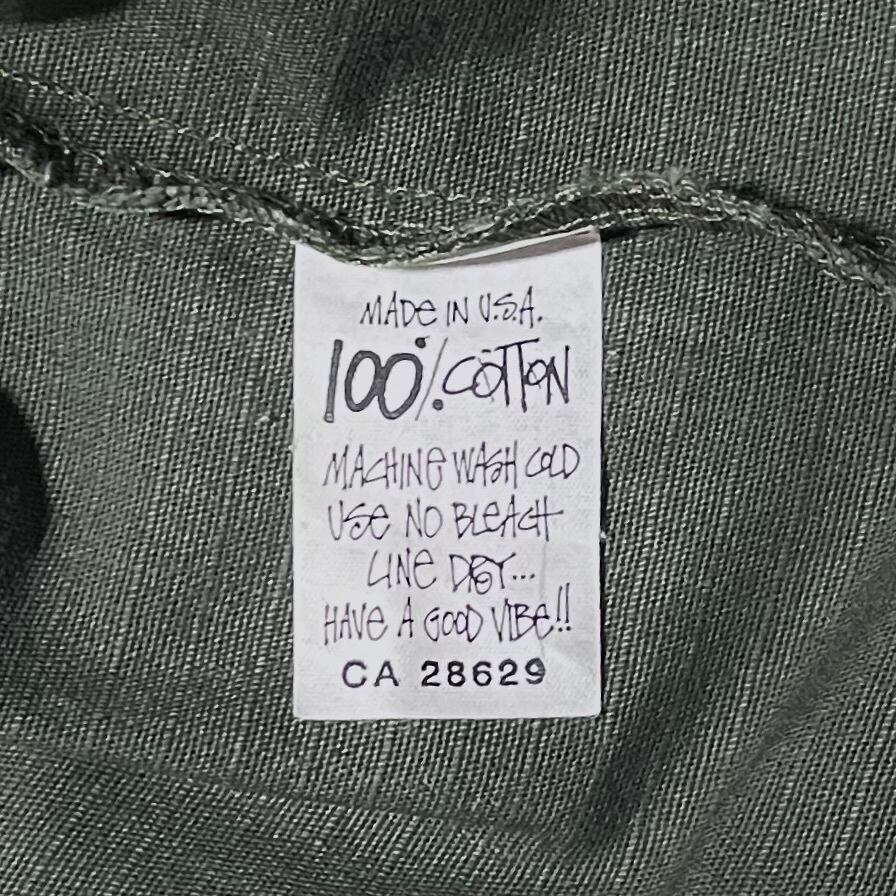 MADE IN U.S.A.
100% COTTON
MACHINE WASH COLD
USE NO BLEACH
LINE DRY...
HAVE A GOOD VIBE!!
CA 28629